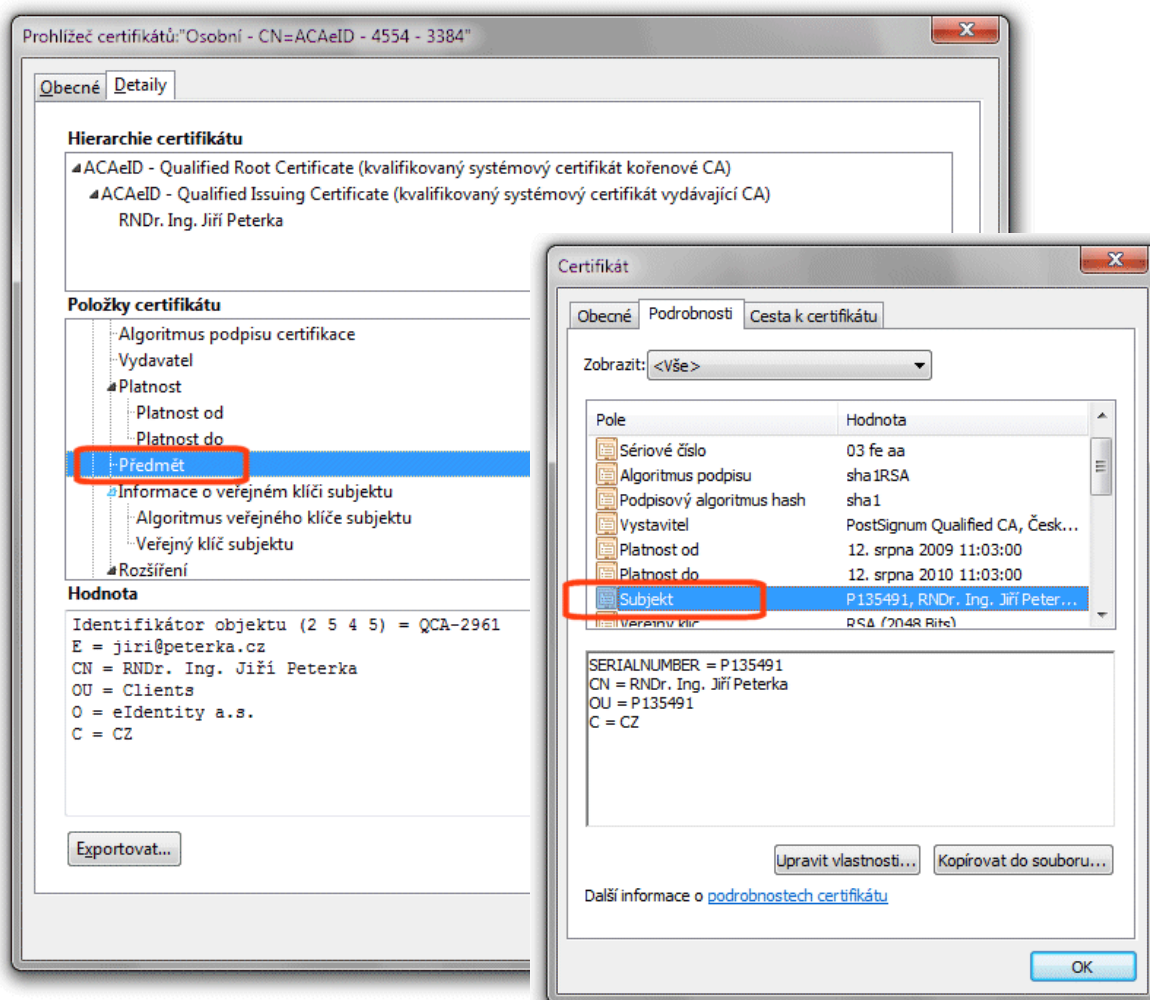 Prohlížeč certifikátů:"Osobní - CN=ACAeID - 4554 - 3384"
Obecné Detaily
Hierarchie certifikátu
ACAeID - Qualified Root Certificate (kvalifikovaný systémový certifikát kořenové CA)
ACAeID - Qualified Issuing Certificate (kvalifikovaný systémový certifikát vydávající CA)
RNDr. Ing. Jiří Peterka
Položky certifikátu
Algoritmus podpisu certifikace
Vydavatel
Platnost
Platnost od
Platnost do
Předmět
Informace o veřejném klíči subjektu
Algoritmus veřejného klíče subjektu
Veřejný klíč subjektu
Rozšíření
Hodnota
Identifikátor objektu (2 5 4 5) = QCA-2961
E = jiri@peterka.cz
CN = RNDr. Ing. Jiří Peterka
OU = Clients
O = eIdentity a.s.
C = CZ
Exportovat...
Certifikát
Obecné Podrobnosti Cesta k certifikátu
Zobrazit: <Vše>
Pole Hodnota
Sériové číslo 03 fe aa
Algoritmus podpisu sha1RSA
Podpisový algoritmus hash sha1
Vystavitel PostSignum Qualified CA, Česk...
Platnost od 12. srpna 2009 11:03:00
Platnost do 12. srpna 2010 11:03:00
Subjekt P135491, RNDr. Ing. Jiří Peter...
Veřejný klíč RSA (2048 Bits)
SERIALNUMBER = P135491
CN = RNDr. Ing. Jiří Peterka
OU = P135491
C = CZ
Upravit vlastnosti... Kopírovat do souboru...
Další informace o podrobnostech certifikátu
OK